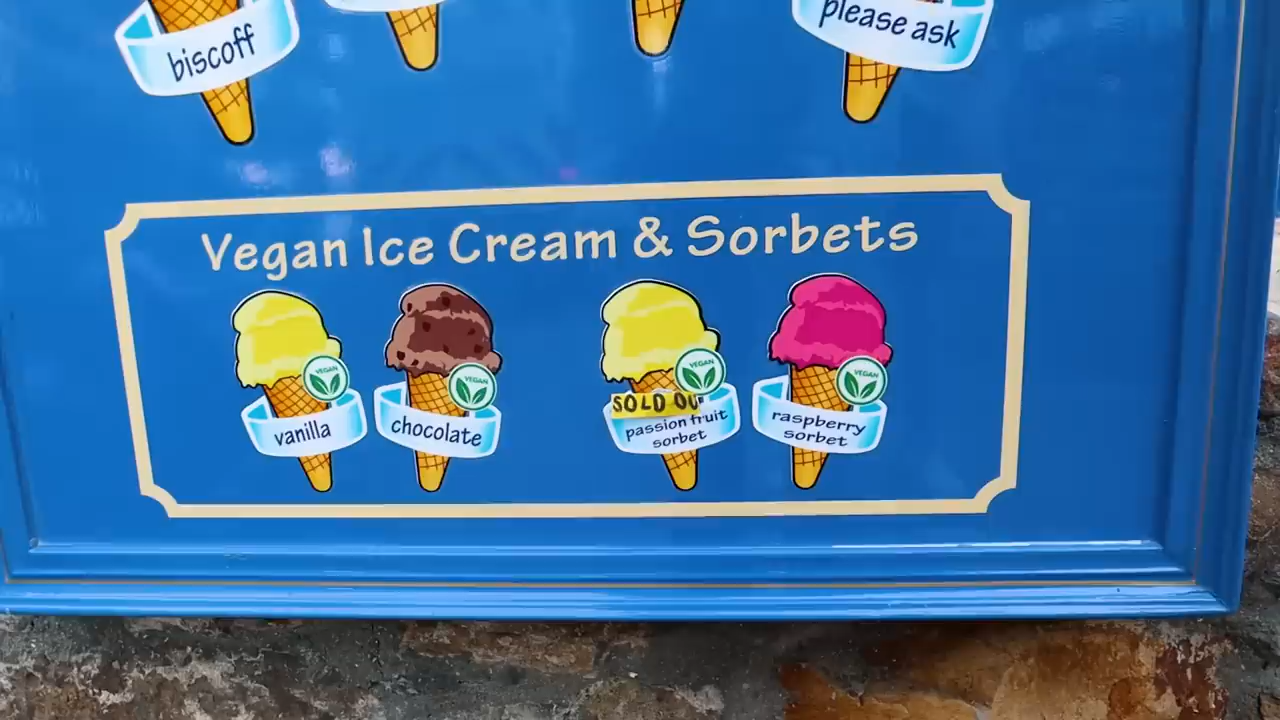 biscoff
please ask
Vegan Ice Cream & Sorbets
VEGAN
VEGAN
VEGAN
VEGAN
vanilla
chocolate
SOLD OU
passion fruit
sorbet
raspberry
sorbet